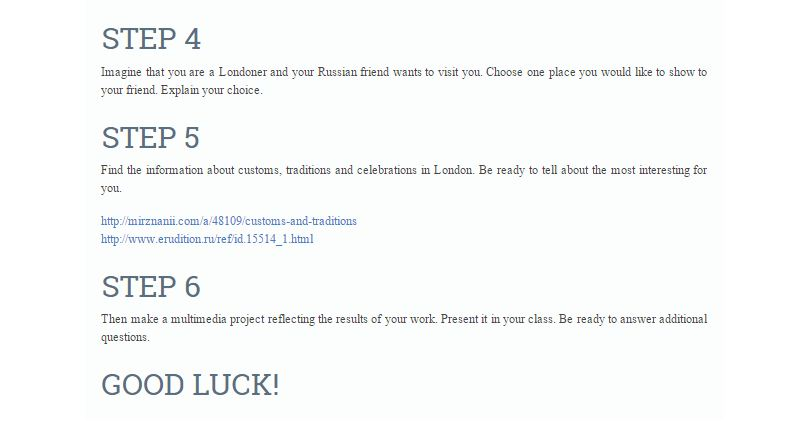 STEP 4
Imagine that you are a Londoner and your Russian friend wants to visit you. Choose one place you would like to show to
your friend. Explain your choice.
STEP 5
Find the information about customs, traditions and celebrations in London. Be ready to tell about the most interesting for
you.
http://mirznanii.com/a/48109/customs-and-traditions
http://www.erudition.ru/ref/id.15514_1.html
STEP 6
Then make a multimedia project reflecting the results of your work. Present it in your class. Be ready to answer additional
questions.
GOOD LUCK!